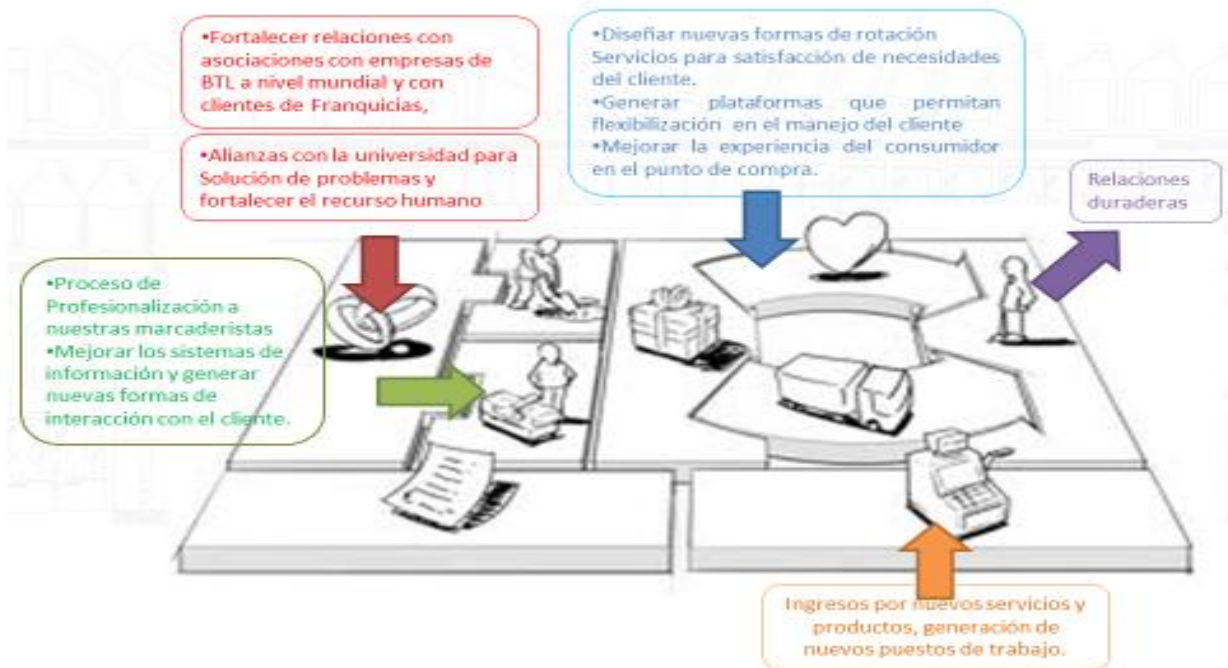 •Fortalecer relaciones con
asociaciones con empresas de
BTL a nivel mundial y con
clientes de Franquicias,
•Alianzas con la universidad para
Solución de problemas y
fortalecer el recurso humano
•Diseñar nuevas formas de rotación
Servicios para satisfacción de necesidades
del cliente.
•Generar plataformas que permitan
flexibilización en el manejo del cliente
•Mejorar la experiencia del consumidor
en el punto de compra.
Relaciones
duraderas
•Proceso de
Profesionalización a
nuestras marcaderistas
•Mejorar los sistemas de
información y generar
nuevas formas de
interacción con el cliente.
Ingresos por nuevos servicios y
productos, generación de
nuevos puestos de trabajo.